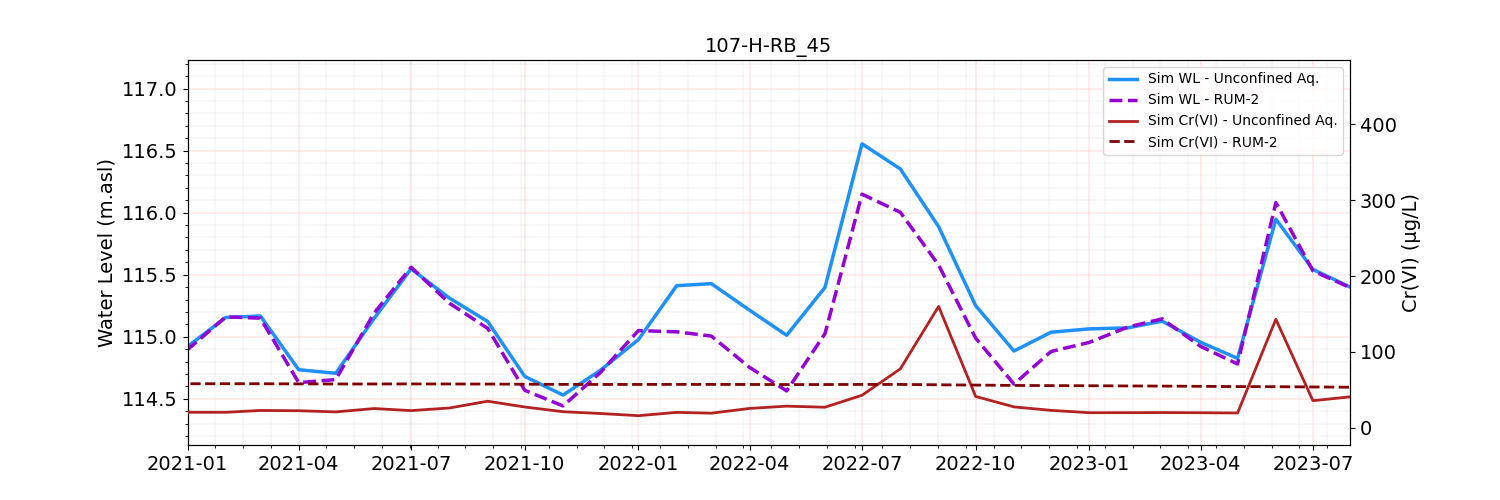 107-H-RB_45
Water Level (m.asl)
117.0
116.5
116.0
115.5
115.0
114.5
Sim WL - Unconfined Aq.
Sim WL - RUM-2
Sim Cr(VI) - Unconfined Aq.
Sim Cr(VI) - RUM-2
400
300
200
100
0
Cr(VI) (µg/L)
2021-01 2021-04 2021-07 2021-10 2022-01 2022-04 2022-07 2022-10 2023-01 2023-04 2023-07